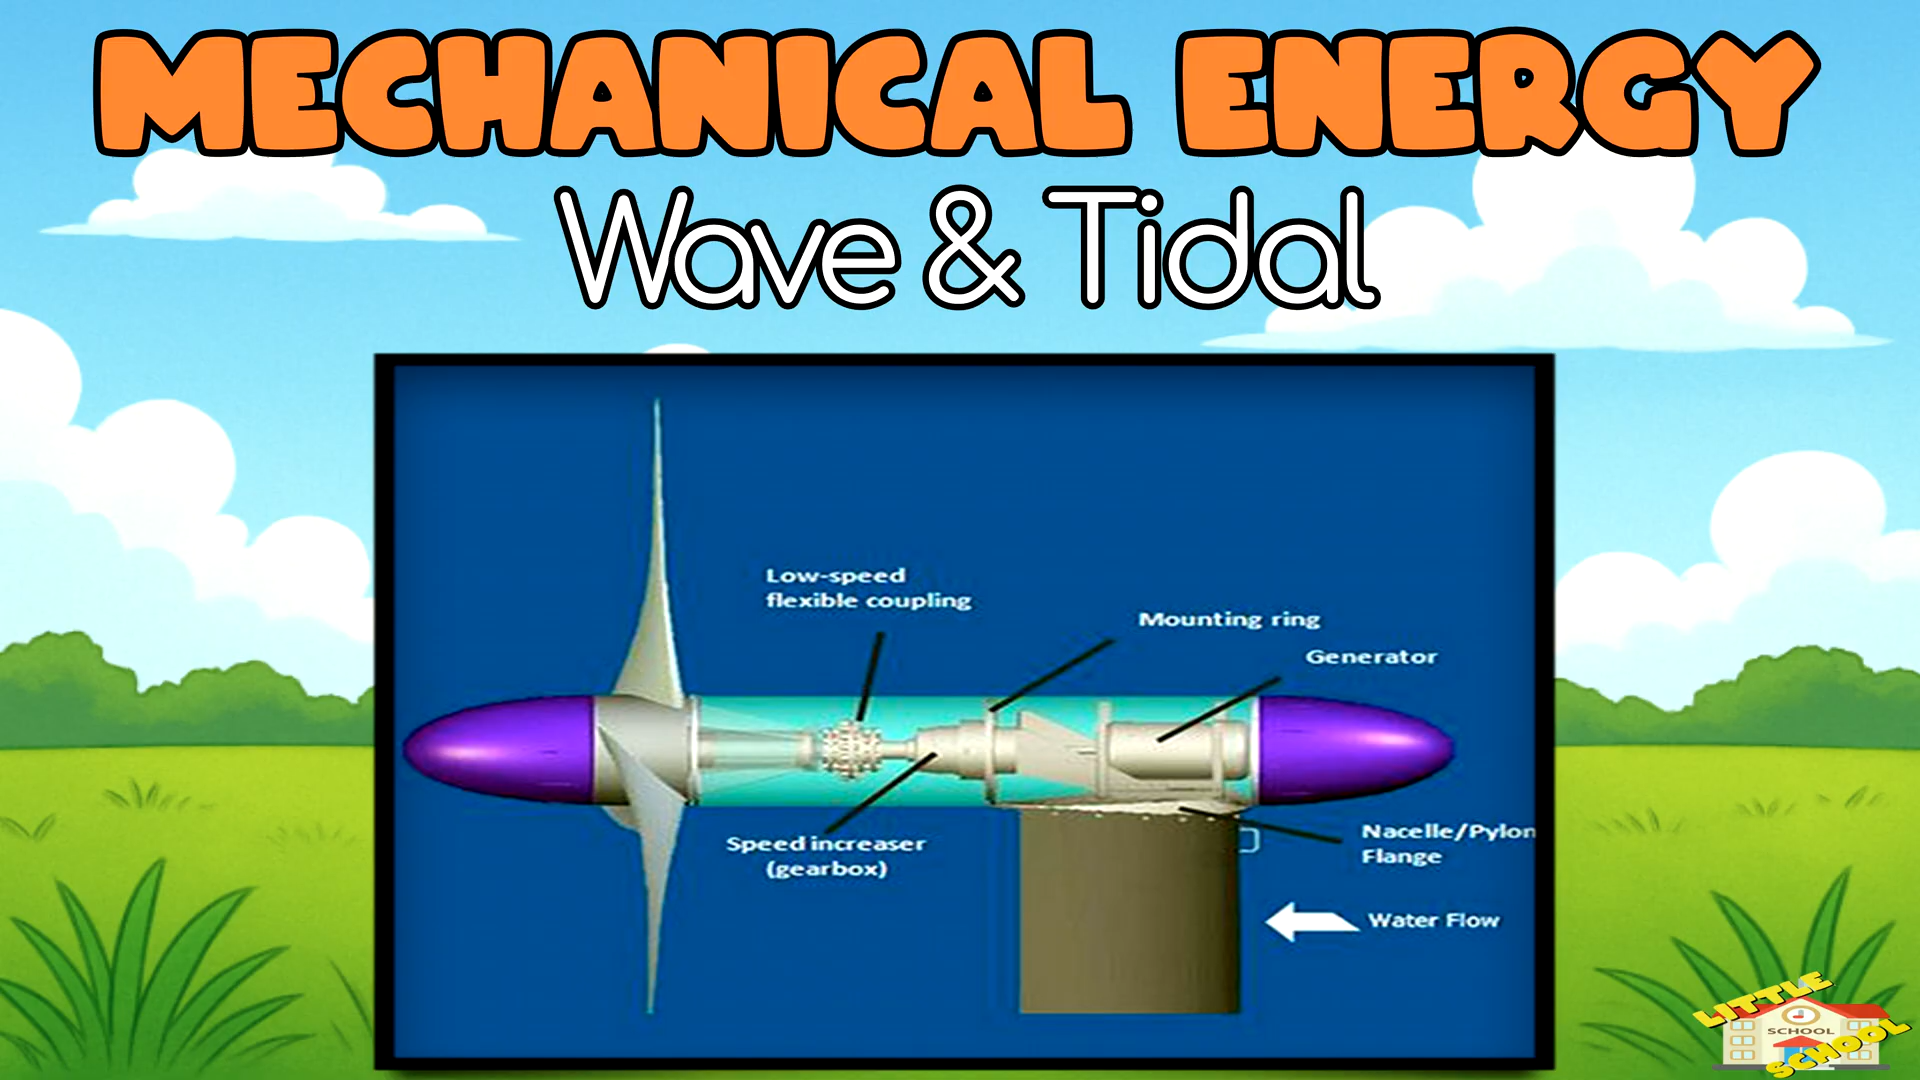 MECHANICAL ENERGY
Wave & Tidal
Low-speed
flexible coupling
Mounting ring
Generator
Speed increaser
(gearbox)
Nacelle/Pylon
Flange
Water Flow
LITTLE
SCHOOL
SCHOOL